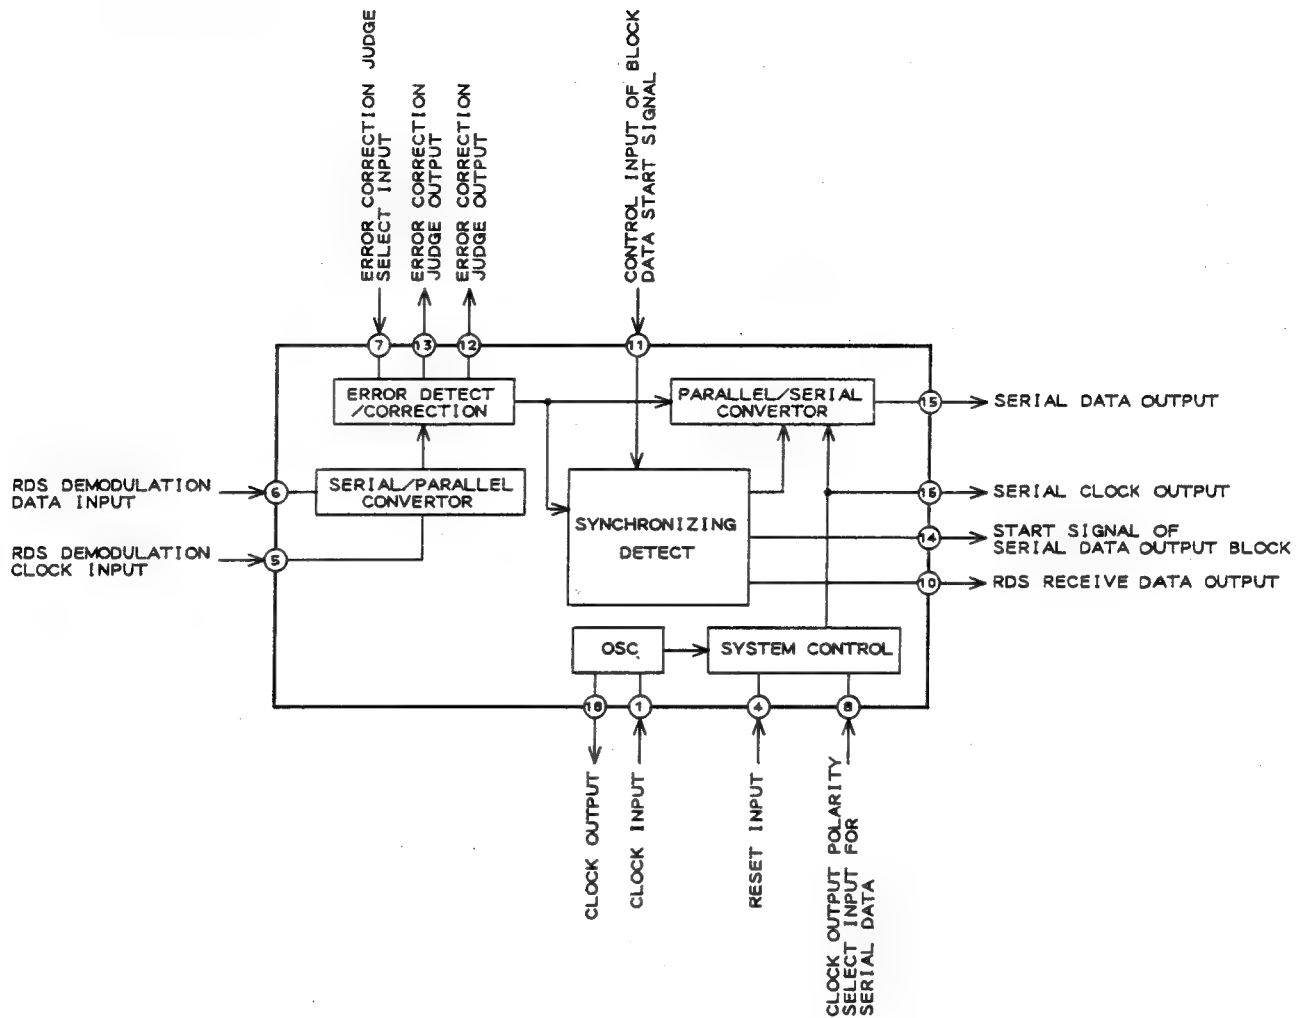 ERROR CORRECTION JUDGE
SELECT INPUT
ERROR CORRECTION
JUDGE OUTPUT
ERROR CORRECTION
JUDGE OUTPUT
CONTROL INPUT OF BLOCK
DATA START SIGNAL
7
13
12
11
ERROR DETECT
/CORRECTION
PARALLEL/SERIAL
CONVERTOR
15
SERIAL DATA OUTPUT
RDS DEMODULATION
DATA INPUT
6
SERIAL/PARALLEL
CONVERTOR
16
SERIAL CLOCK OUTPUT
SYNCHRONIZING
DETECT
14
START SIGNAL OF
SERIAL DATA OUTPUT BLOCK
RDS DEMODULATION
CLOCK INPUT
5
10
RDS RECEIVE DATA OUTPUT
OSC
SYSTEM CONTROL
18
1
4
8
CLOCK OUTPUT
CLOCK INPUT
RESET INPUT
CLOCK OUTPUT POLARITY
SELECT INPUT FOR
SERIAL DATA